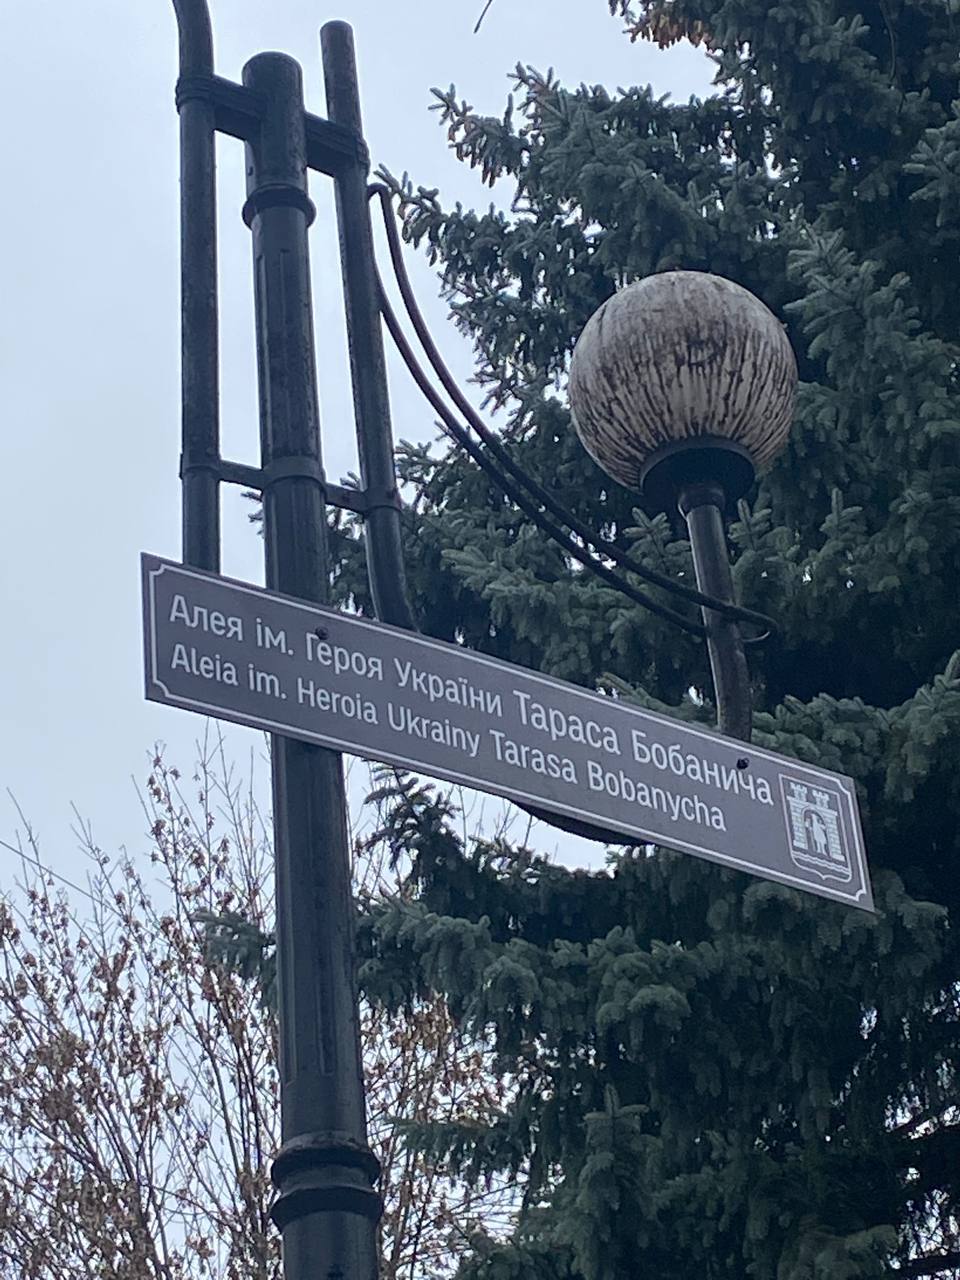 Алея ім. Героя України Тараса Бобанича
Aleia im. Heroia Ukrainy Tarasa Bobanycha